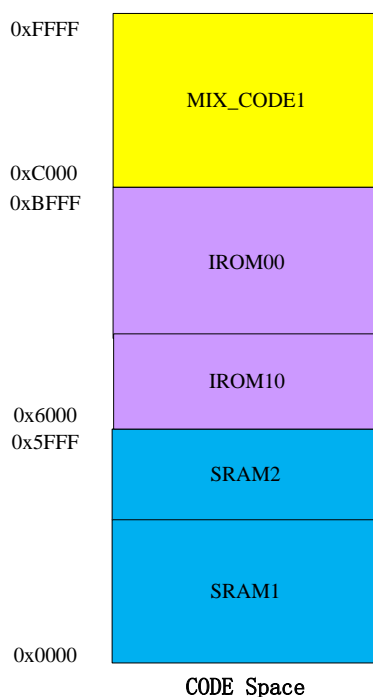 0xFFFF
MIX_CODE1
0xC000
0xBFFF
IROM00
IROM10
0x6000
0x5FFF
SRAM2
SRAM1
0x0000
CODE Space